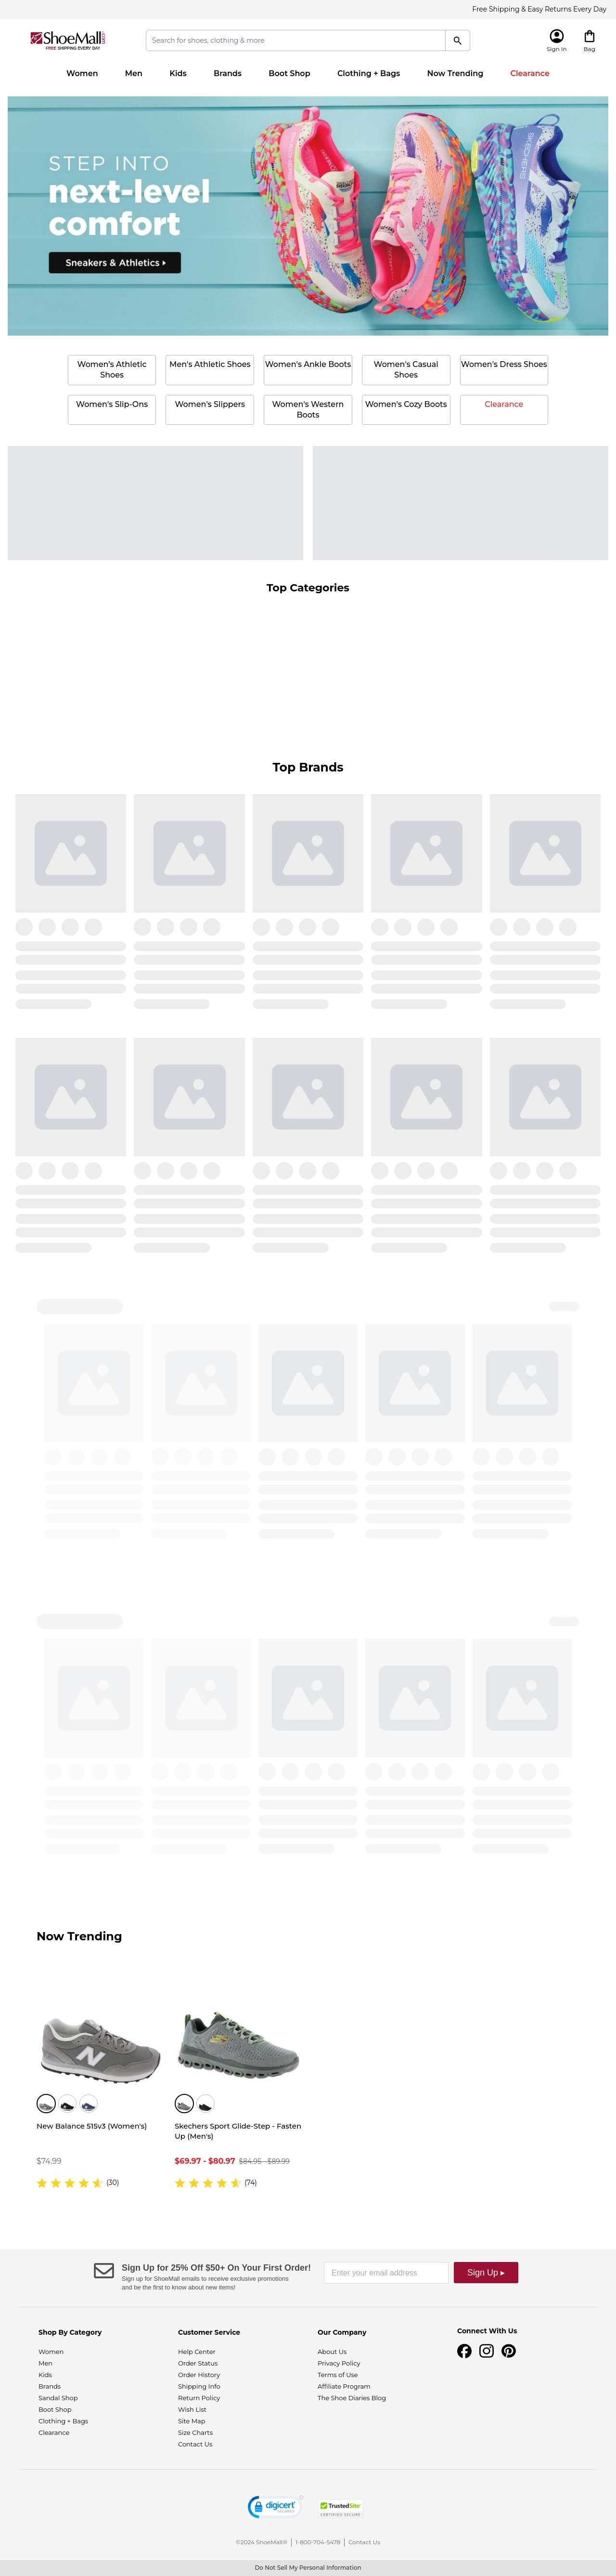 Free Shipping & Easy Returns Every Day
ShoeMall
FREE SHIPPING EVERY DAY
Search for shoes, clothing & more
Sign In
Bag
Women
Men
Kids
Brands
Boot Shop
Clothing + Bags
Now Trending
Clearance
STEP INTO
next-level
comfort
Sneakers & Athletics ▸
SKECHERS
Women's Athletic
Shoes
Men's Athletic Shoes
Women's Ankle Boots
Women's Casual
Shoes
Women's Dress Shoes
Women's Slip-Ons
Women's Slippers
Women's Western
Boots
Women's Cozy Boots
Clearance
Top Categories
Top Brands
Now Trending
New Balance 515v3 (Women's)
$74.99
(30)
Skechers Sport Glide-Step - Fasten
Up (Men's)
$69.97 - $80.97 $84.95 - $89.99
(74)
Sign Up for 25% Off $50+ On Your First Order!
Sign up for ShoeMall emails to receive exclusive promotions
and be the first to know about new items!
Enter your email address
Sign Up ▸
Shop By Category
Women
Men
Kids
Brands
Sandal Shop
Boot Shop
Clothing + Bags
Clearance
Customer Service
Help Center
Order Status
Order History
Shipping Info
Return Policy
Wish List
Site Map
Size Charts
Contact Us
Our Company
About Us
Privacy Policy
Terms of Use
Affiliate Program
The Shoe Diaries Blog
Connect With Us
digicert
SECURED
TrustedSite
CERTIFIED SECURE
©2024 ShoeMall®
1-800-704-5478
Contact Us
Do Not Sell My Personal Information